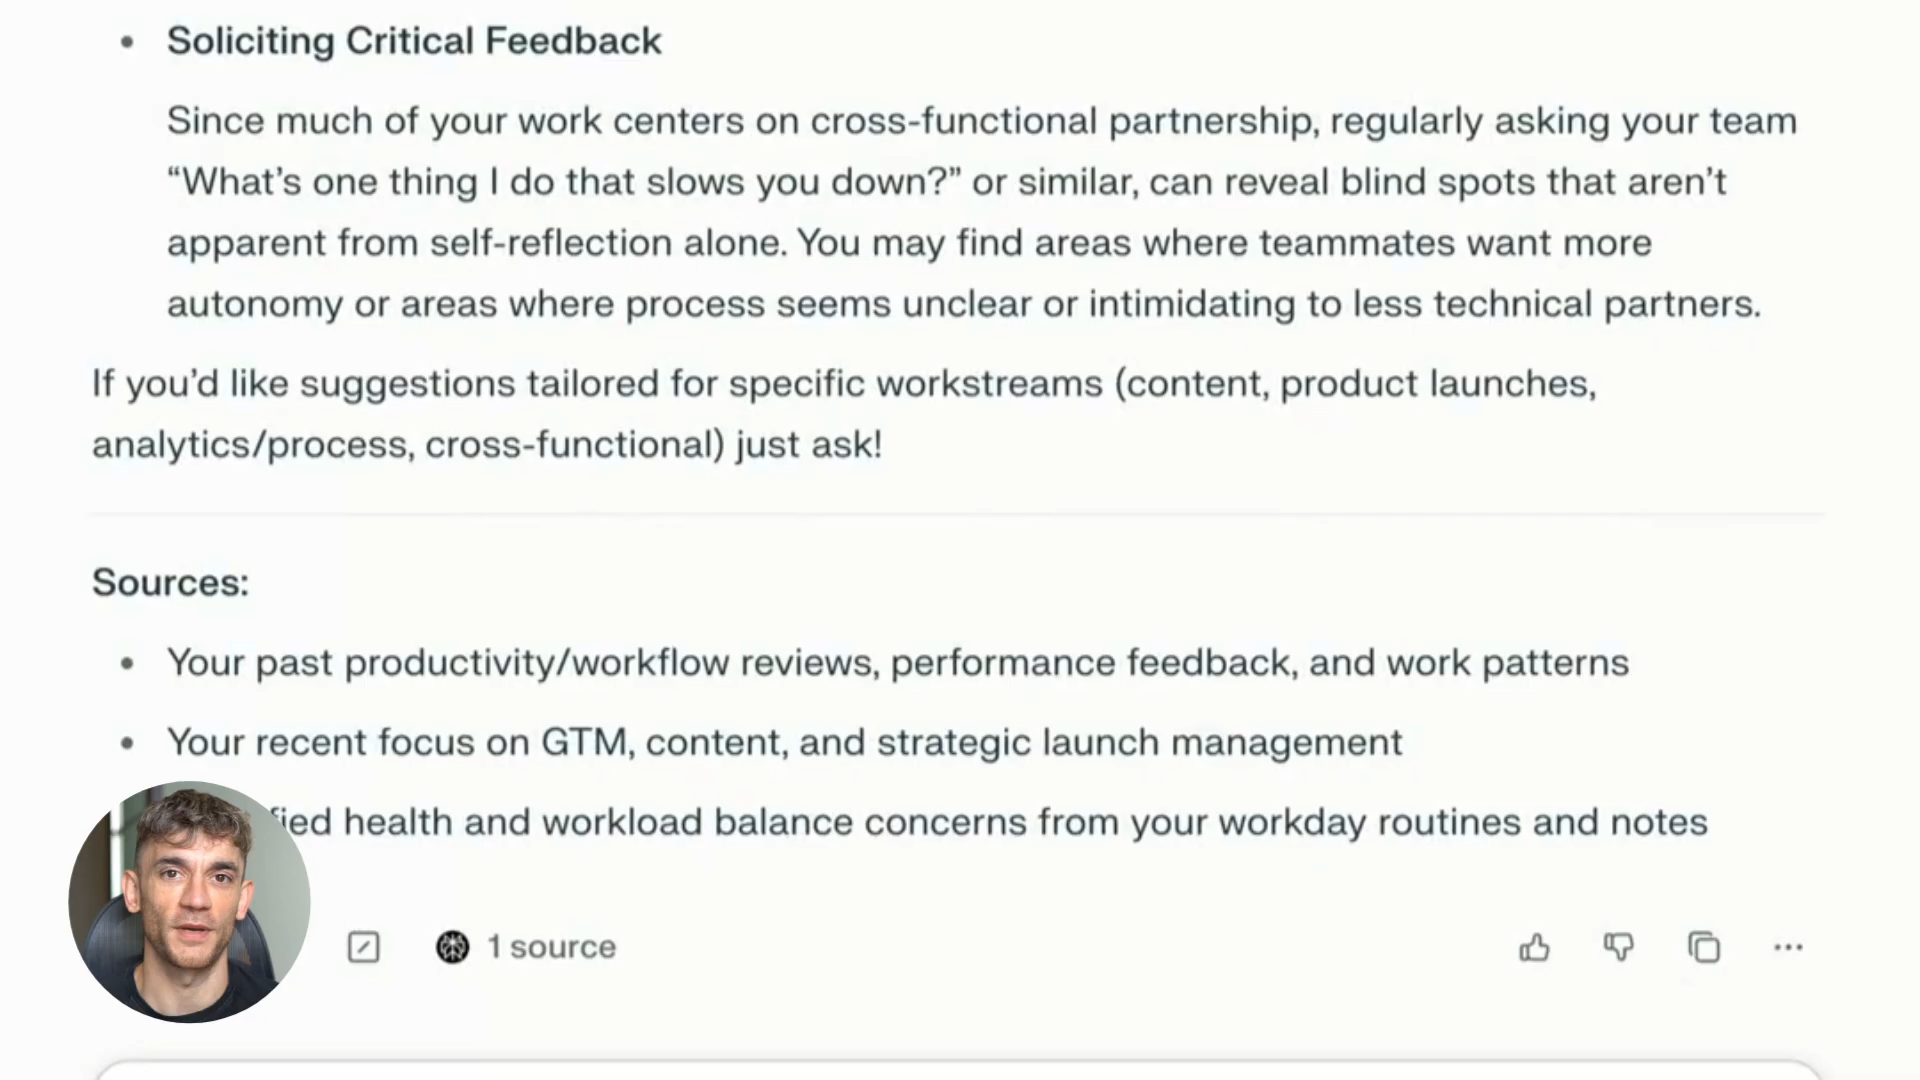 Soliciting Critical Feedback
Since much of your work centers on cross-functional partnership, regularly asking your team
“What’s one thing I do that slows you down?” or similar, can reveal blind spots that aren’t
apparent from self-reflection alone. You may find areas where teammates want more
autonomy or areas where process seems unclear or intimidating to less technical partners.
If you’d like suggestions tailored for specific workstreams (content, product launches,
analytics/process, cross-functional) just ask!
Sources:
Your past productivity/workflow reviews, performance feedback, and work patterns
Your recent focus on GTM, content, and strategic launch management
health and workload balance concerns from your workday routines and notes
1 source